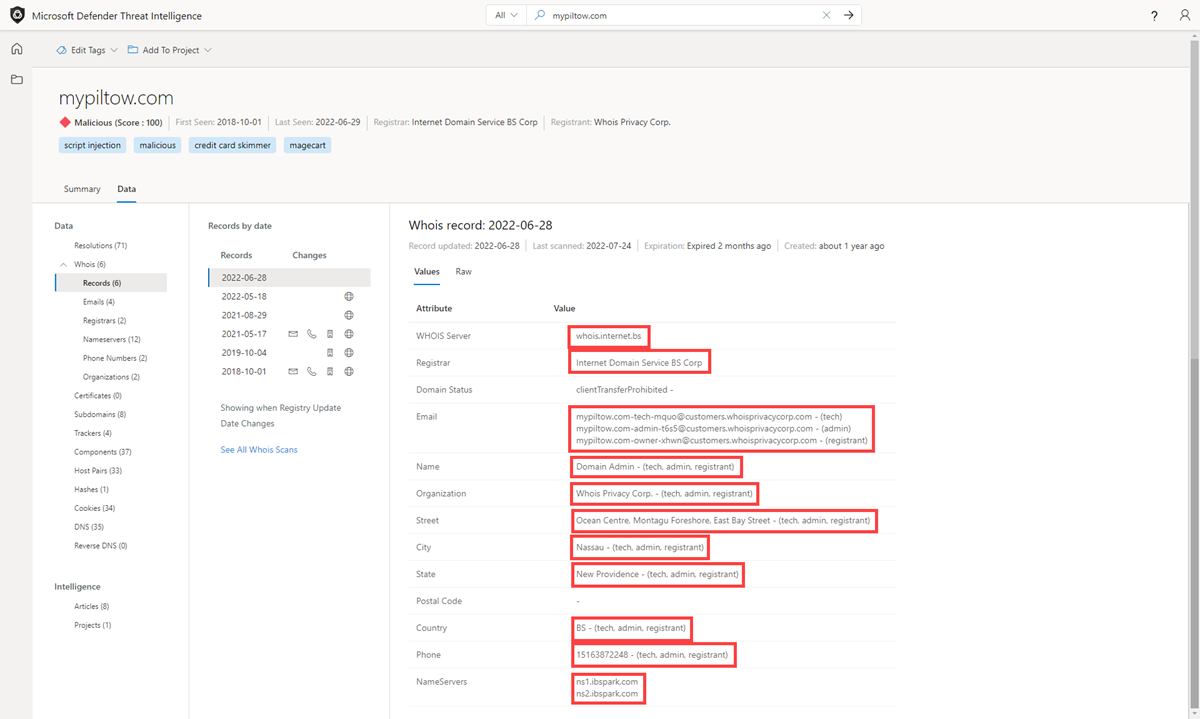 Microsoft Defender Threat Intelligence
All
mypiltow.com
?
Edit Tags
Add To Project
mypiltow.com
Malicious (Score : 100)
First Seen: 2018-10-01
Last Seen: 2022-06-29
Registrar: Internet Domain Service BS Corp
Registrant: Whois Privacy Corp.
script injection
malicious
credit card skimmer
magecart
Summary
Data
Data
Resolutions (71)
Whois (6)
Records (6)
Emails (4)
Registrars (2)
Nameservers (12)
Phone Numbers (2)
Organizations (2)
Certificates (0)
Subdomains (8)
Trackers (4)
Components (37)
Host Pairs (33)
Hashes (1)
Cookies (34)
DNS (35)
Reverse DNS (0)
Intelligence
Articles (8)
Projects (1)
Records by date
Records Changes
2022-06-28
2022-05-18
2021-08-29
2021-05-17
2019-10-04
2018-10-01
Showing when Registry Update
Date Changes
See All Whois Scans
Whois record: 2022-06-28
Record updated: 2022-06-28
Last scanned: 2022-07-24
Expiration: Expired 2 months ago
Created: about 1 year ago
Values
Raw
Attribute Value
WHOIS Server whois.internet.bs
Registrar Internet Domain Service BS Corp
Domain Status clientTransferProhibited -
Email mypiltow.com-tech-mquo@customers.whoisprivacycorp.com - (tech)
mypiltow.com-admin-t6s5@customers.whoisprivacycorp.com - (admin)
mypiltow.com-owner-xhwn@customers.whoisprivacycorp.com - (registrant)
Name Domain Admin - (tech, admin, registrant)
Organization Whois Privacy Corp. - (tech, admin, registrant)
Street Ocean Centre, Montagu Foreshore, East Bay Street - (tech, admin, registrant)
City Nassau - (tech, admin, registrant)
State New Providence - (tech, admin, registrant)
Postal Code -
Country BS - (tech, admin, registrant)
Phone 15163872248 - (tech, admin, registrant)
NameServers ns1.ibspark.com
ns2.ibspark.com